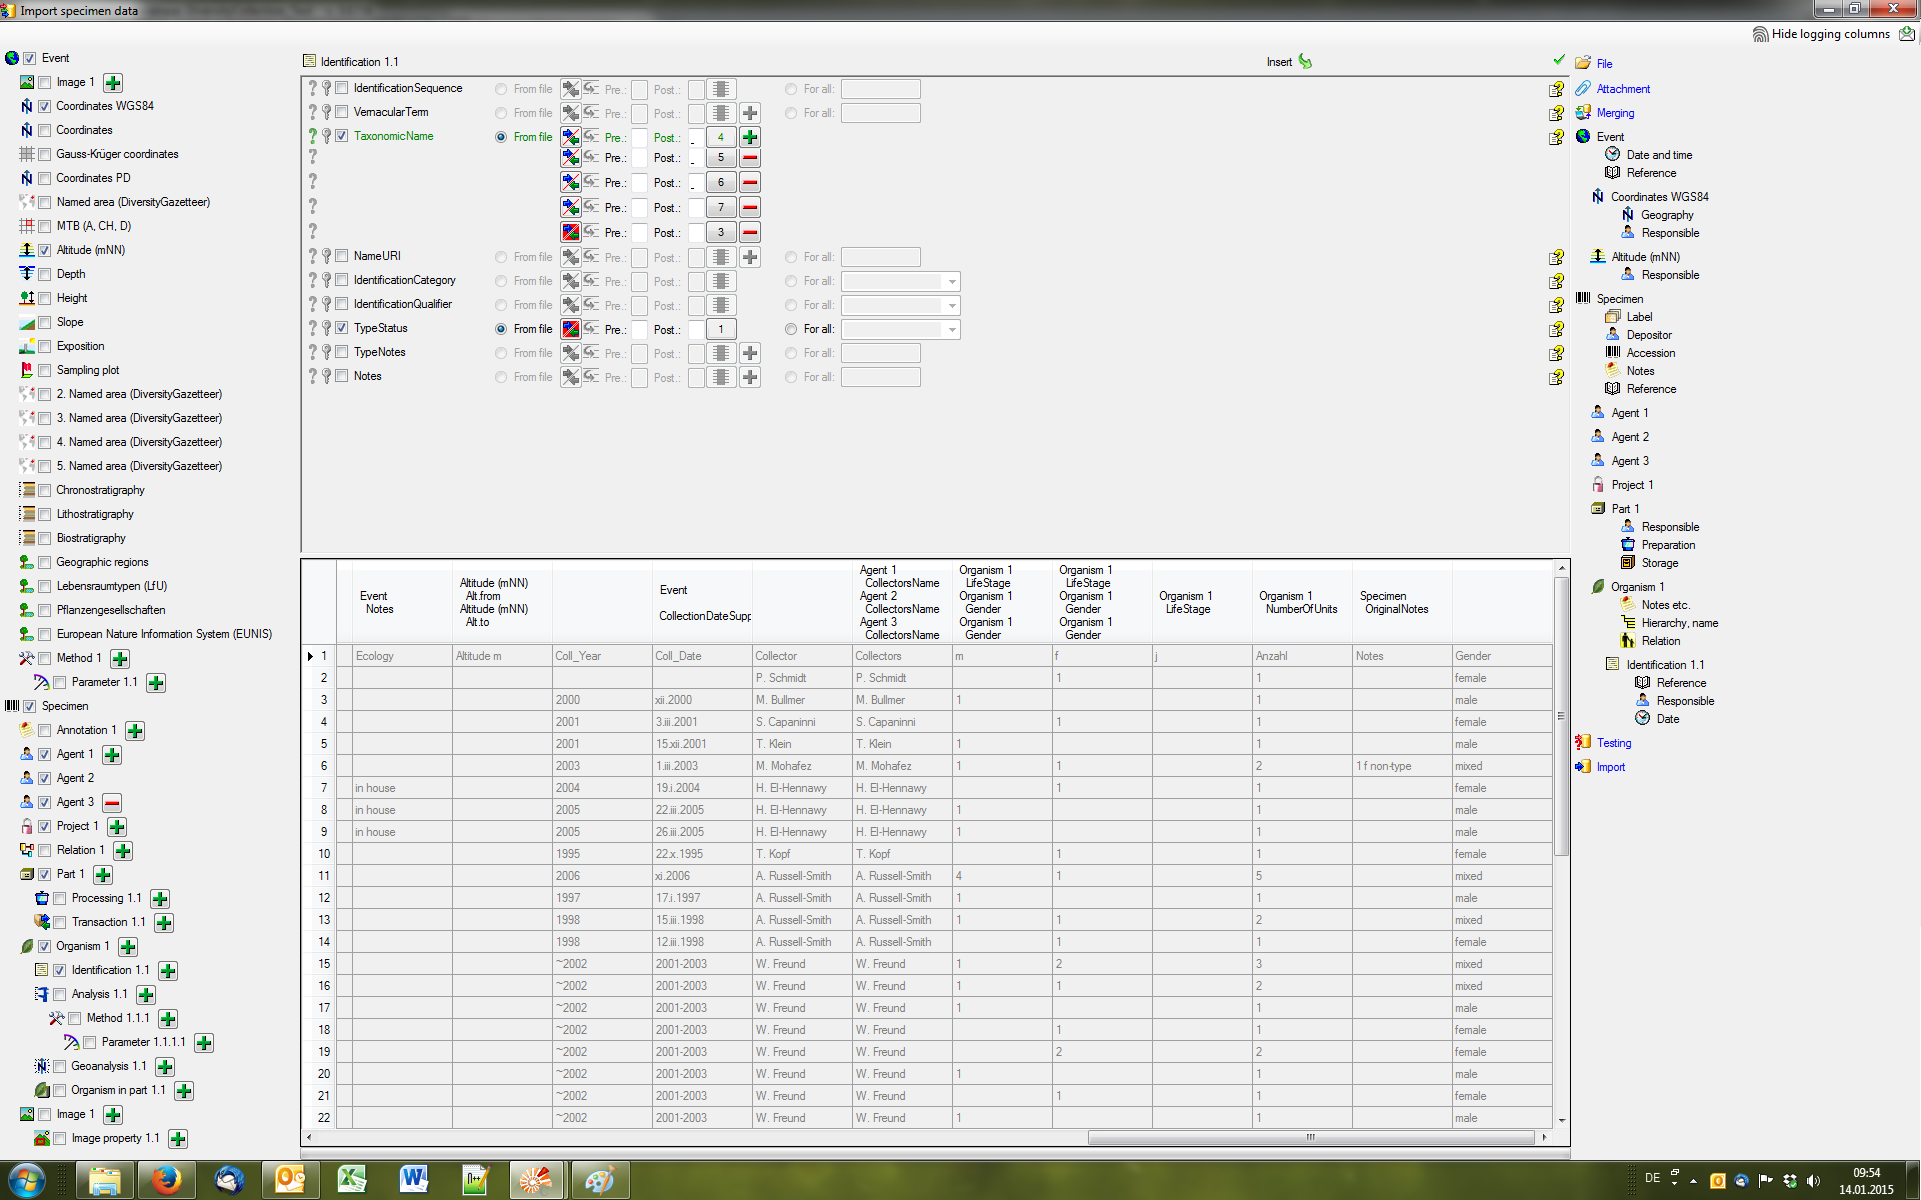 Import specimen data
Hide logging columns
Event
Image 1
Coordinates WGS84
Coordinates
Gauss-Krüger coordinates
Coordinates PD
Named area (DiversityGazetteer)
MTB (A, CH, D)
Altitude (mNN)
Depth
Height
Slope
Exposition
Sampling plot
2. Named area (DiversityGazetteer)
3. Named area (DiversityGazetteer)
4. Named area (DiversityGazetteer)
5. Named area (DiversityGazetteer)
Chronostratigraphy
Lithostratigraphy
Biostratigraphy
Geographic regions
Lebensraumtypen (LfU)
Pflanzengesellschaften
European Nature Information System (EUNIS)
Method 1
Parameter 1.1
Specimen
Annotation 1
Agent 1
Agent 2
Agent 3
Project 1
Relation 1
Part 1
Processing 1.1
Transaction 1.1
Organism 1
Identification 1.1
Analysis 1.1
Method 1.1.1
Parameter 1.1.1.1
Geoanalysis 1.1
Organism in part 1.1
Image 1
Image property 1.1
Identification 1.1 Insert
IdentificationSequence From file Pre.: Post.: For all:
VernacularTerm From file Pre.: Post.: For all:
TaxonomicName From file Pre.: Post.: _ 4
Pre.: Post.: _ 5
Pre.: Post.: _ 6
Pre.: Post.: 7
Pre.: Post.: 3
NameURI From file Pre.: Post.: For all:
IdentificationCategory From file Pre.: Post.: For all:
IdentificationQualifier From file Pre.: Post.: For all:
TypeStatus From file Pre.: Post.: 1 For all:
TypeNotes From file Pre.: Post.: For all:
Notes From file Pre.: Post.: For all:
Event
Notes
Altitude (mNN)
Alt.from
Altitude (mNN)
Alt.to
Event
CollectionDateSupp
Agent 1
CollectorsName
Agent 2
CollectorsName
Agent 3
CollectorsName
Organism 1
LifeStage
Organism 1
Gender
Organism 1
Gender
Organism 1
LifeStage
Organism 1
Gender
Organism 1
Gender
Organism 1
LifeStage
Organism 1
NumberOfUnits
Specimen
OriginalNotes
1 Ecology Altitude m Coll_Year Coll_Date Collector Collectors m f j Anzahl Notes Gender
2 P. Schmidt P. Schmidt 1 1 female
3 2000 xii.2000 M. Bullmer M. Bullmer 1 1 male
4 2001 3.iii.2001 S. Capaninni S. Capaninni 1 1 female
5 2001 15.xii.2001 T. Klein T. Klein 1 1 male
6 2003 1.iii.2003 M. Mohafez M. Mohafez 1 1 2 1 f non-type mixed
7 in house 2004 19.i.2004 H. El-Hennawy H. El-Hennawy 1 1 female
8 in house 2005 22.iii.2005 H. El-Hennawy H. El-Hennawy 1 1 male
9 in house 2005 26.iii.2005 H. El-Hennawy H. El-Hennawy 1 1 male
10 1995 22.x.1995 T. Kopf T. Kopf 1 1 female
11 2006 xi.2006 A. Russell-Smith A. Russell-Smith 4 1 5 mixed
12 1997 17.i.1997 A. Russell-Smith A. Russell-Smith 1 1 male
13 1998 15.iii.1998 A. Russell-Smith A. Russell-Smith 1 1 2 mixed
14 1998 12.iii.1998 A. Russell-Smith A. Russell-Smith 1 1 female
15 ~2002 2001-2003 W. Freund W. Freund 1 2 3 mixed
16 ~2002 2001-2003 W. Freund W. Freund 1 1 2 mixed
17 ~2002 2001-2003 W. Freund W. Freund 1 1 male
18 ~2002 2001-2003 W. Freund W. Freund 1 1 female
19 ~2002 2001-2003 W. Freund W. Freund 2 2 female
20 ~2002 2001-2003 W. Freund W. Freund 1 1 male
21 ~2002 2001-2003 W. Freund W. Freund 1 1 female
22 ~2002 2001-2003 W. Freund W. Freund 1 1 male
File
Attachment
Merging
Event
Date and time
Reference
Coordinates WGS84
Geography
Responsible
Altitude (mNN)
Responsible
Specimen
Label
Depositor
Accession
Notes
Reference
Agent 1
Agent 2
Agent 3
Project 1
Part 1
Responsible
Preparation
Storage
Organism 1
Notes etc.
Hierarchy, name
Relation
Identification 1.1
Reference
Responsible
Date
Testing
Import
DE
09:54
14.01.2015